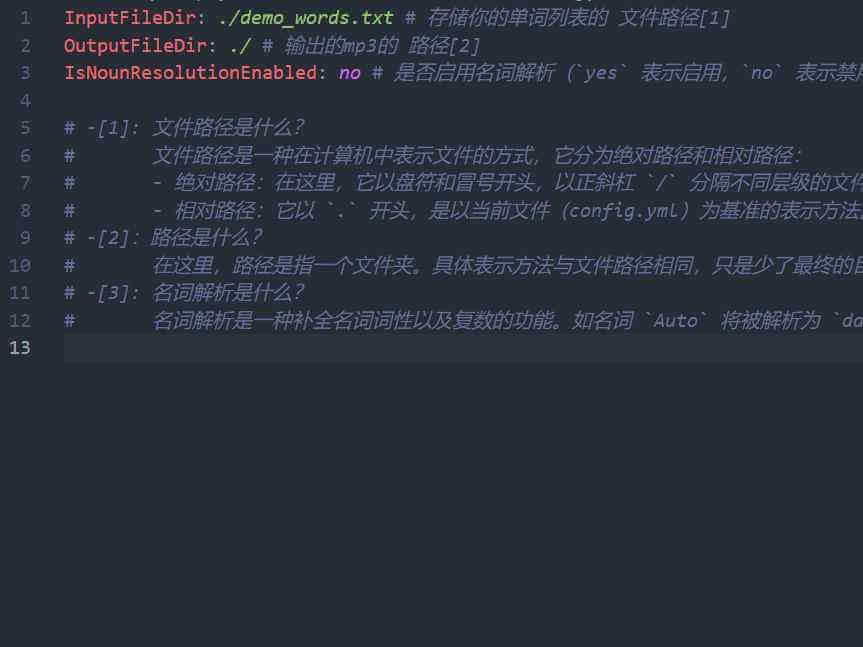 1 InputFileDir: ./demo_words.txt # 存储你的单词列表的 文件路径[1]
2 OutputFileDir: ./ # 输出的mp3的 路径[2]
3 IsNounResolutionEnabled: no # 是否启用名词解析（`yes` 表示启用，`no` 表示禁用
4
5 # -[1]: 文件路径是什么？
6 # 文件路径是一种在计算机中表示文件的方式，它分为绝对路径和相对路径：
7 # - 绝对路径：在这里，它以盘符和冒号开头，以正斜杠 `/` 分隔不同层级的文件
8 # - 相对路径：它以 `.` 开头，是以当前文件（config.yml）为基准的表示方法
9 # -[2]: 路径是什么？
10 # 在这里，路径是指一个文件夹。具体表示方法与文件路径相同，只是少了最终的
11 # -[3]: 名词解析是什么？
12 # 名词解析是一种补全名词词性以及复数的功能。如名词 `Auto` 将被解析为 `da
13